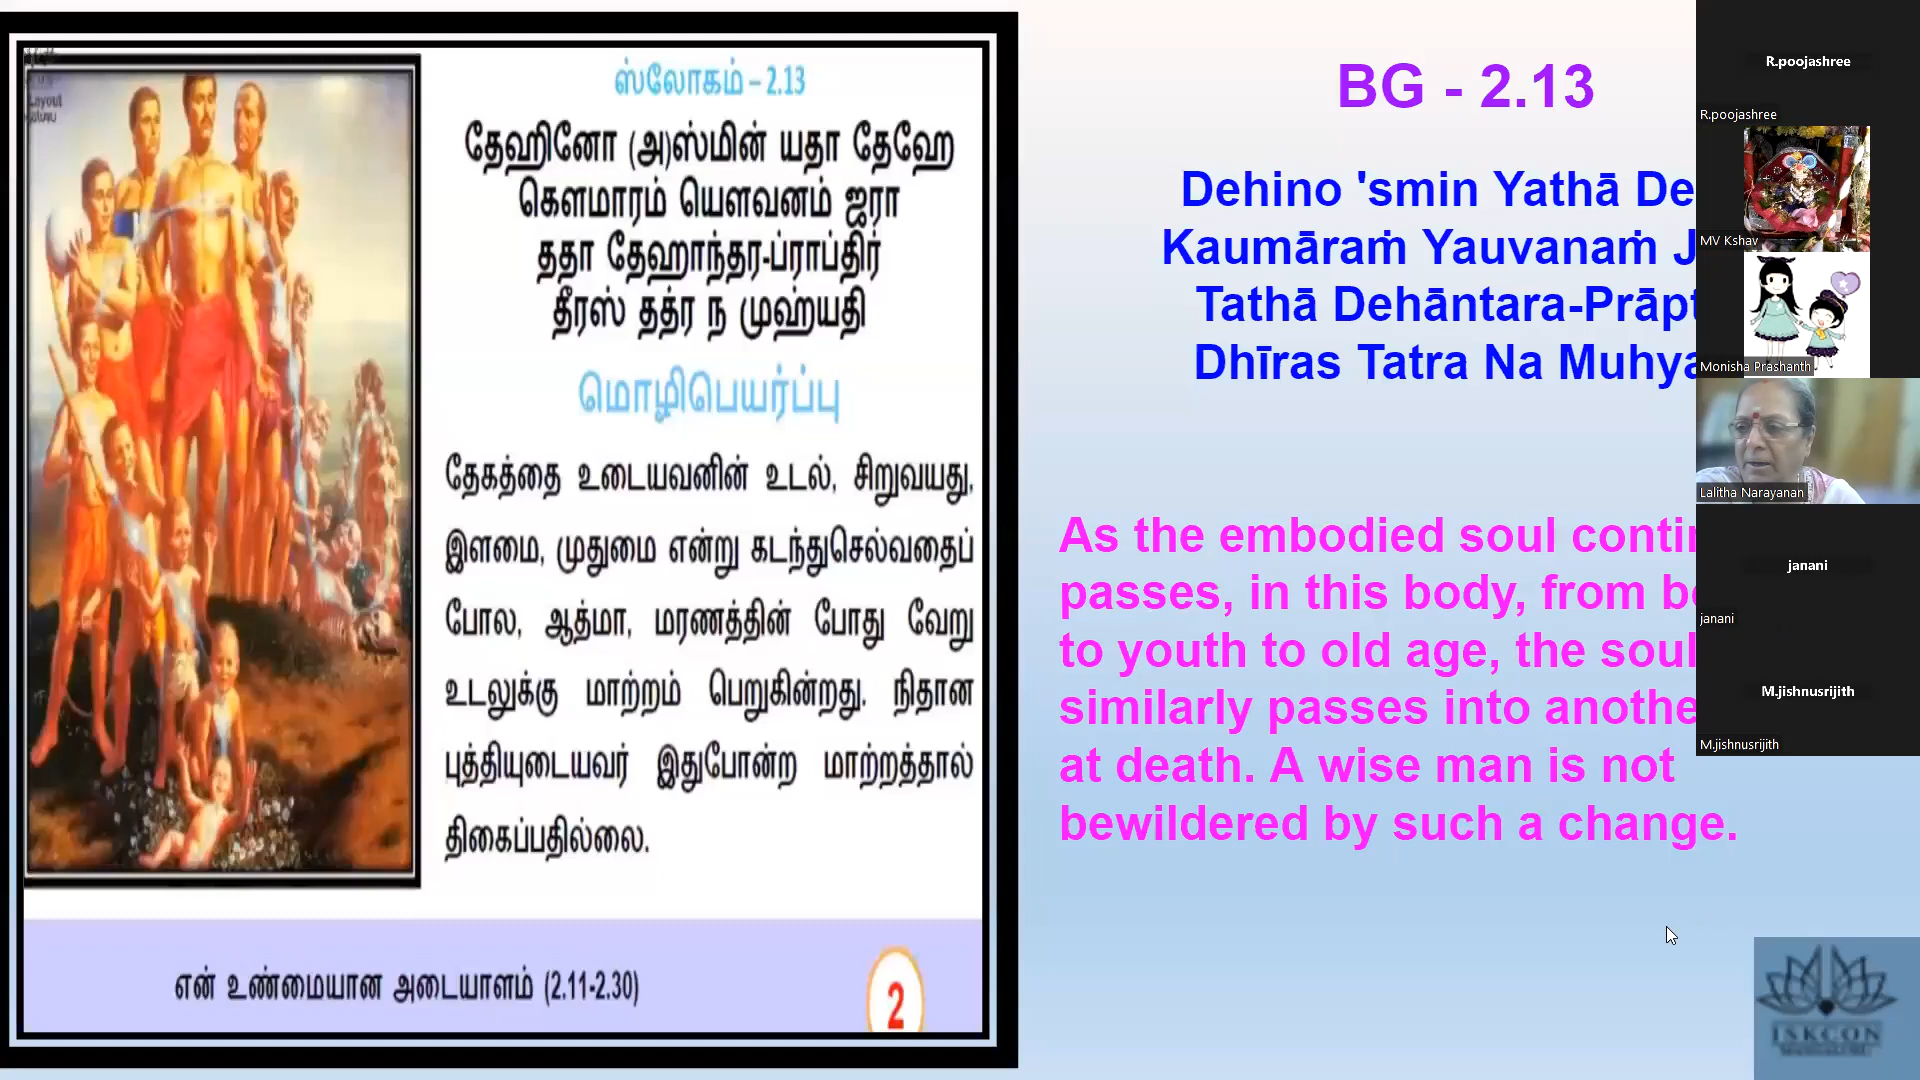 ஸ்லோகம் – 2.13
தேஹினோ (அ)ஸ்மின் யதா தேஹே
கௌமாரம் யௌவனம் ஜரா
ததா தேஹாந்தர-ப்ராப்திர்
தீரஸ் தத்ர ந முஹ்யதி
மொழிபெயர்ப்பு
தேகத்தை உடையவனின் உடல், சிறுவயது,
இளமை, முதுமை என்று கடந்துசெல்வதைப்
போல, ஆத்மா, மரணத்தின் போது வேறு
உடலுக்கு மாற்றம் பெறுகின்றது. நிதான
புத்தியுடையவர் இதுபோன்ற மாற்றத்தால்
திகைப்பதில்லை.
என் உண்மையான அடையாளம் (2.11-2.30)
2
BG - 2.13
Dehino 'smin Yathā De
Kaumāraṁ Yauvanaṁ J
Tathā Dehāntara-Prāpt
Dhīras Tatra Na Muhya
As the embodied soul contin
passes, in this body, from bo
to youth to old age, the soul
similarly passes into anothe
at death. A wise man is not
bewildered by such a change.
R.poojashree
R.poojashree
MV Kshav
Monisha Prashanth
Lalitha Narayanan
janani
janani
M.jishnusrijith
M.jishnusrijith
ISKCON